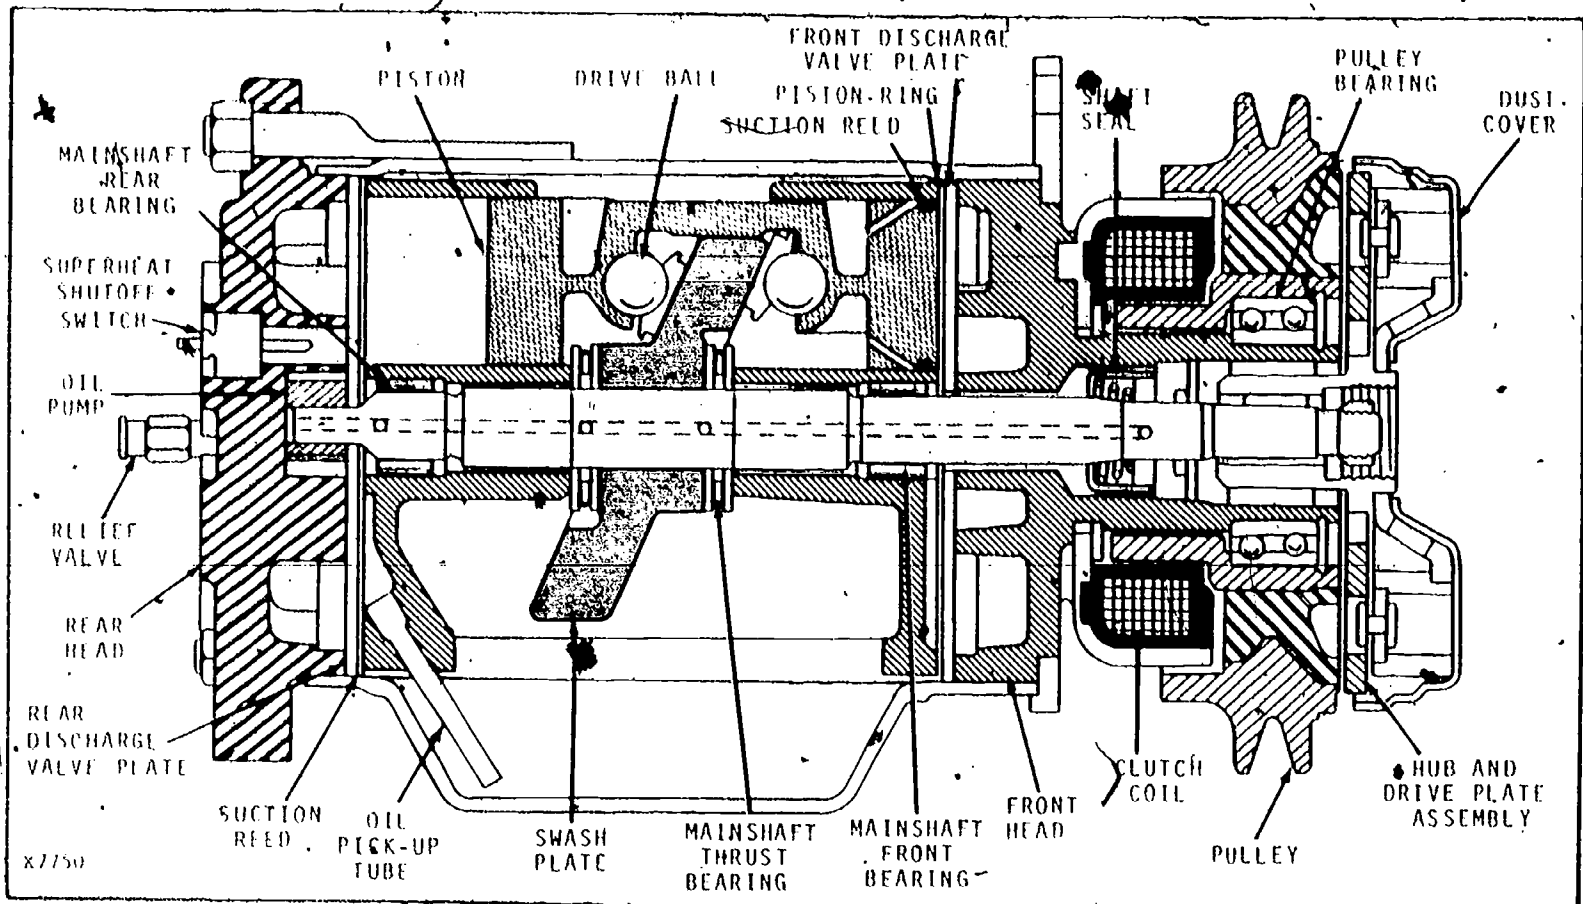 FRONT DISCHARGE
VALVE PLATE
PISTON
DRIVE BALL
PISTON RING
SUCTION REED
SHAFT
SEAL
PULLEY
BEARING
DUST
COVER
MAINSHAFT
REAR
BEARING
SUPERHEAT
SHUTOFF
SWITCH
OIL
PUMP
RELIEF
VALVE
REAR
HEAD
REAR
DISCHARGE
VALVE PLATE
SUCTION
REED
OIL
PICK-UP
TUBE
SWASH
PLATE
MAINSHAFT
THRUST
BEARING
MAINSHAFT
FRONT
BEARING
FRONT
HEAD
CLUTCH
COIL
PULLEY
HUB AND
DRIVE PLATE
ASSEMBLY
X7750